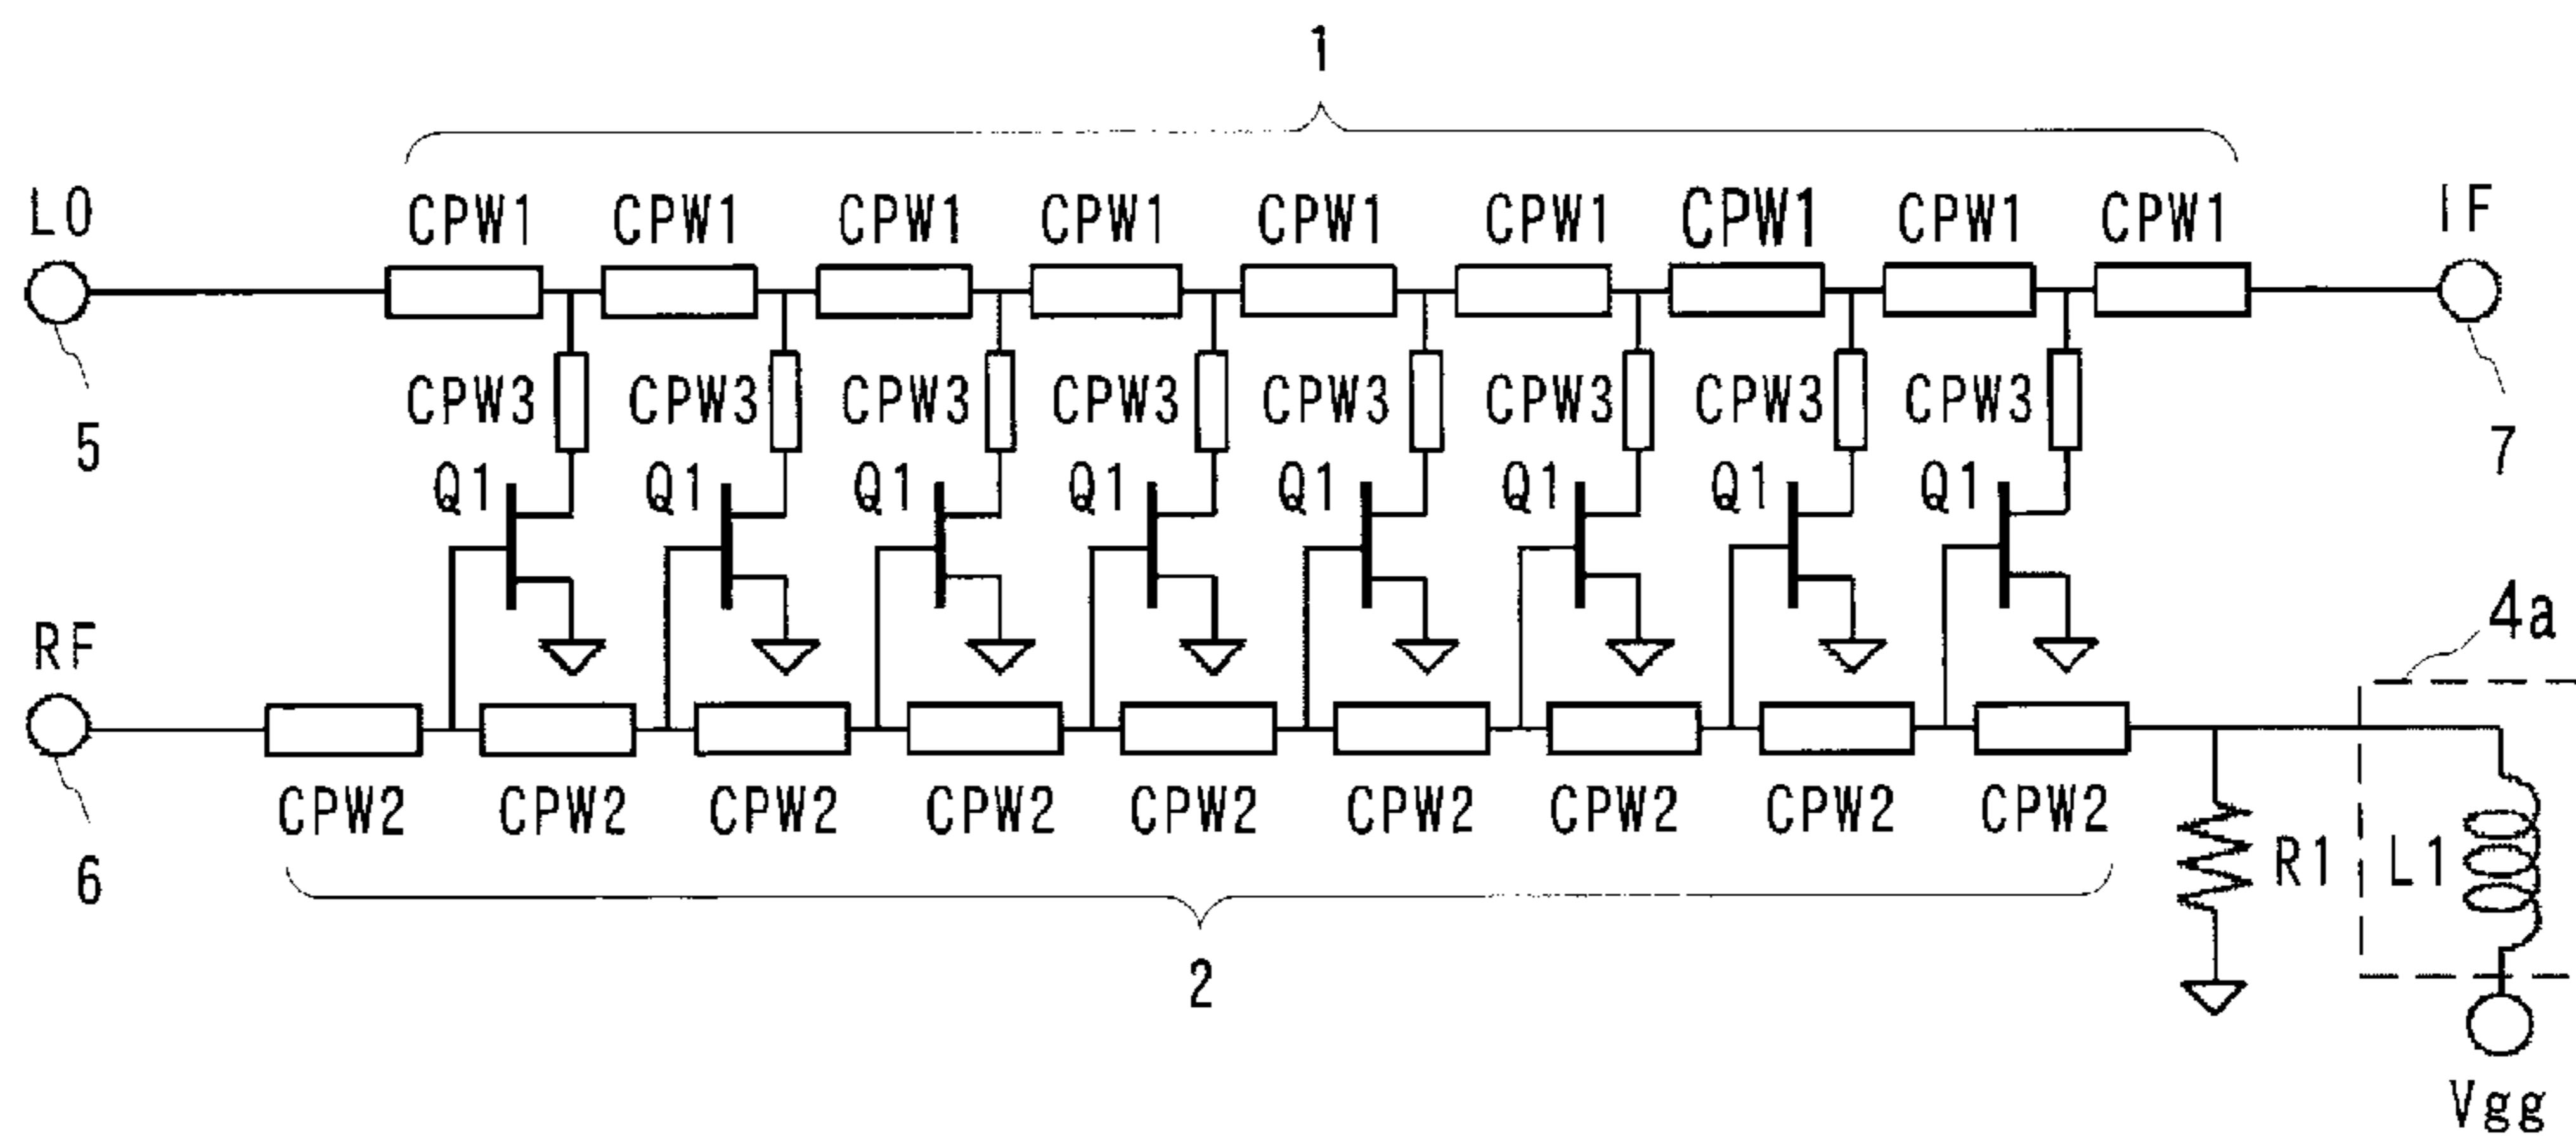 1
LO CPW1 CPW1 CPW1 CPW1 CPW1 CPW1 CPW1 CPW1 CPW1 IF
CPW3 CPW3 CPW3 CPW3 CPW3 CPW3 CPW3 CPW3
5 7
Q1 Q1 Q1 Q1 Q1 Q1 Q1 Q1
RF 4a
CPW2 CPW2 CPW2 CPW2 CPW2 CPW2 CPW2 CPW2 CPW2
6 R1 L1
2
Vgg